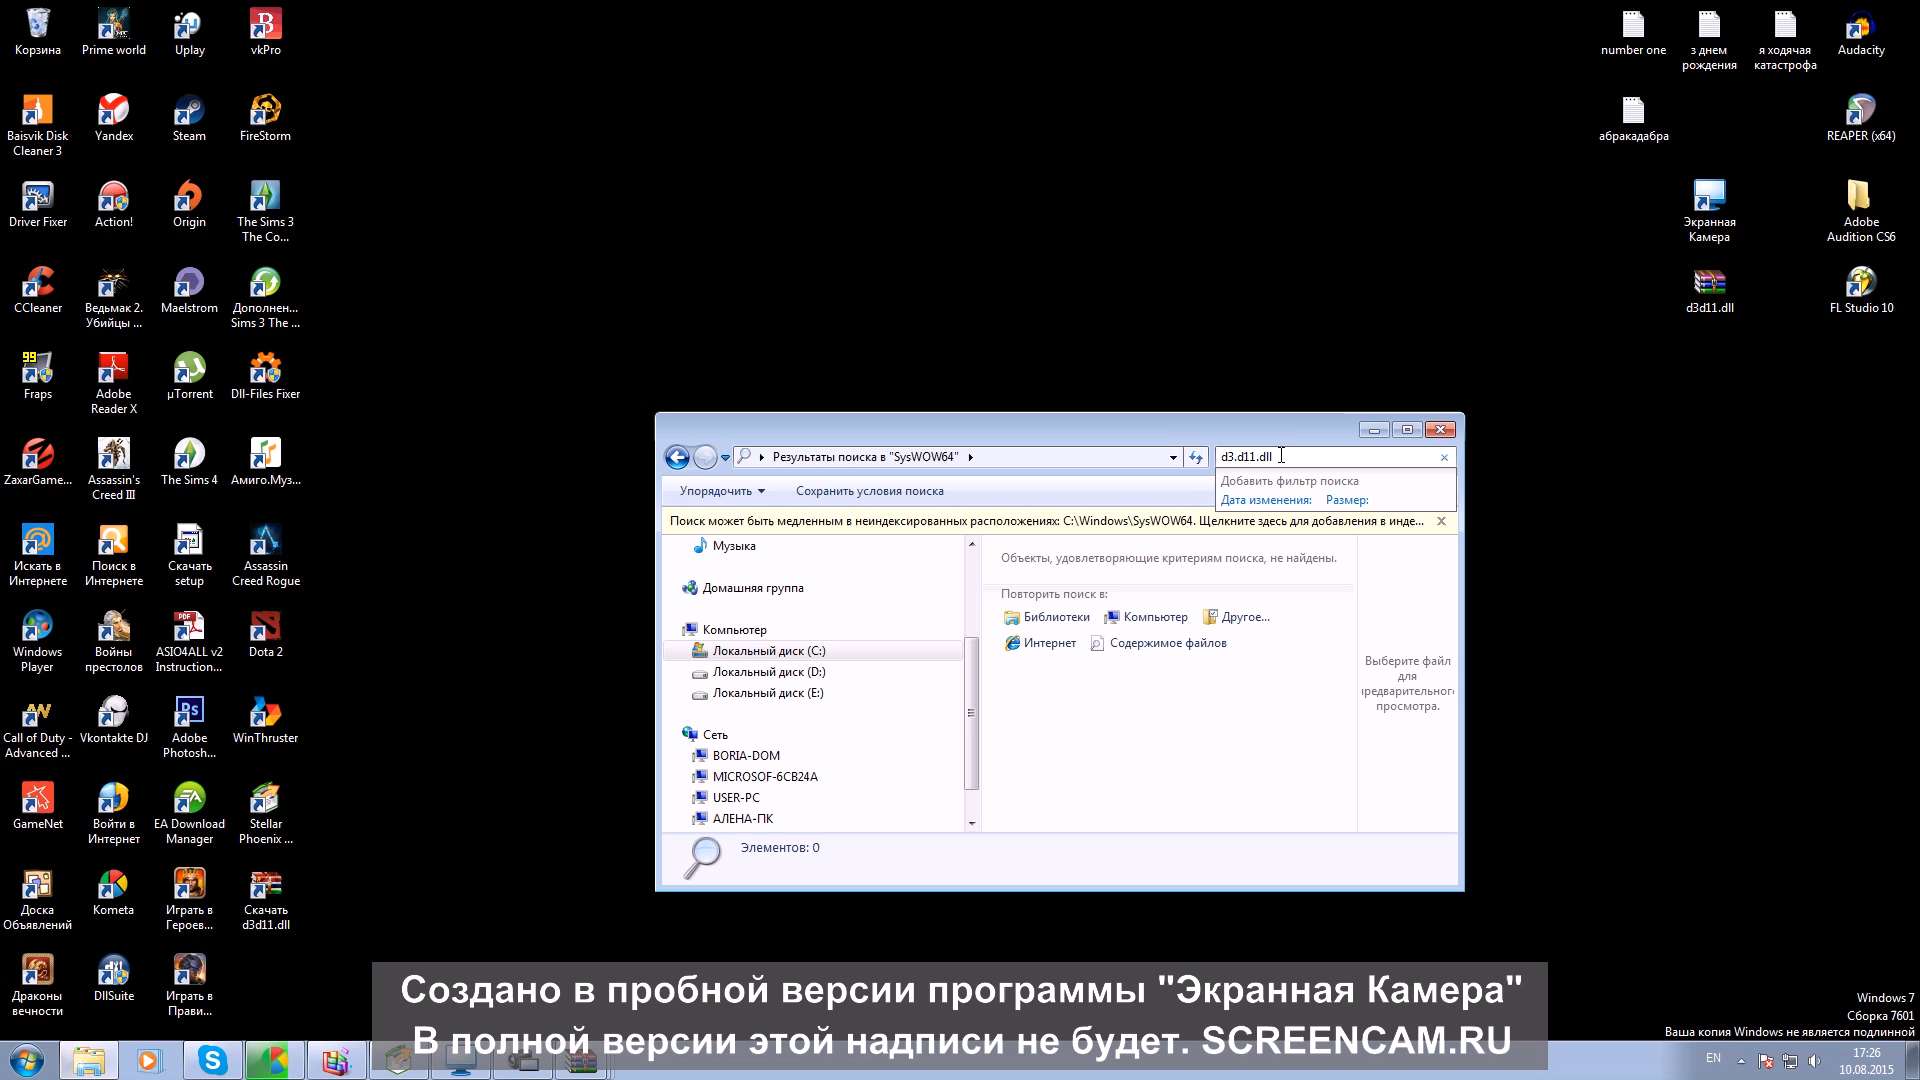 Корзина
Prime world
Uplay
vkPro
Baisvik Disk
Cleaner 3
Yandex
Steam
FireStorm
Driver Fixer
Action!
Origin
The Sims 3
The Co...
CCleaner
Ведьмак 2.
Убийцы ...
Maelstrom
Дополнен...
Sims 3 The ...
99
Fraps
Adobe
Reader X
µTorrent
Dll-Files Fixer
ZaxarGame...
Assassin's
Creed III
The Sims 4
Амиго.Муз...
Искать в
Интернете
Поиск в
Интернете
Скачать
setup
Assassin
Creed Rogue
Windows
Player
Войны
престолов
PDF
ASIO4ALL v2
Instruction...
Dota 2
Call of Duty -
Advanced ...
Vkontakte DJ
Ps
Adobe
Photosh...
WinThruster
GameNet
Войти в
Интернет
EA Download
Manager
Stellar
Phoenix ...
Доска
Объявлений
Kometa
Играть в
Героев...
Скачать
d3d11.dll
Драконы
вечности
DllSuite
Играть в
Прави...
number one
з днем
рождения
я ходячая
катастрофа
Audacity
абракадабра
REAPER (x64)
Экранная
Камера
Adobe
Audition CS6
d3d11.dll
FL Studio 10
Результаты поиска в "SysWOW64"
d3.d11.dll
Добавить фильтр поиска
Дата изменения: Размер:
Упорядочить
Сохранить условия поиска
Поиск может быть медленным в неиндексированных расположениях: C:\Windows\SysWOW64. Щелкните здесь для добавления в инде...
Музыка
Домашняя группа
Компьютер
Локальный диск (C:)
Локальный диск (D:)
Локальный диск (E:)
Сеть
BORIA-DOM
MICROSOF-6CB24A
USER-PC
АЛЕНА-ПК
Объекты, удовлетворяющие критериям поиска, не найдены.
Повторить поиск в:
Библиотеки
Компьютер
Другое...
Интернет
Содержимое файлов
Выберите файл
для
предварительног
просмотра.
Элементов: 0
Создано в пробной версии программы "Экранная Камера"
В полной версии этой надписи не будет. SCREENCAM.RU
Windows 7
Сборка 7601
Ваша копия Windows не является подлинной
EN
17:26
10.08.2015